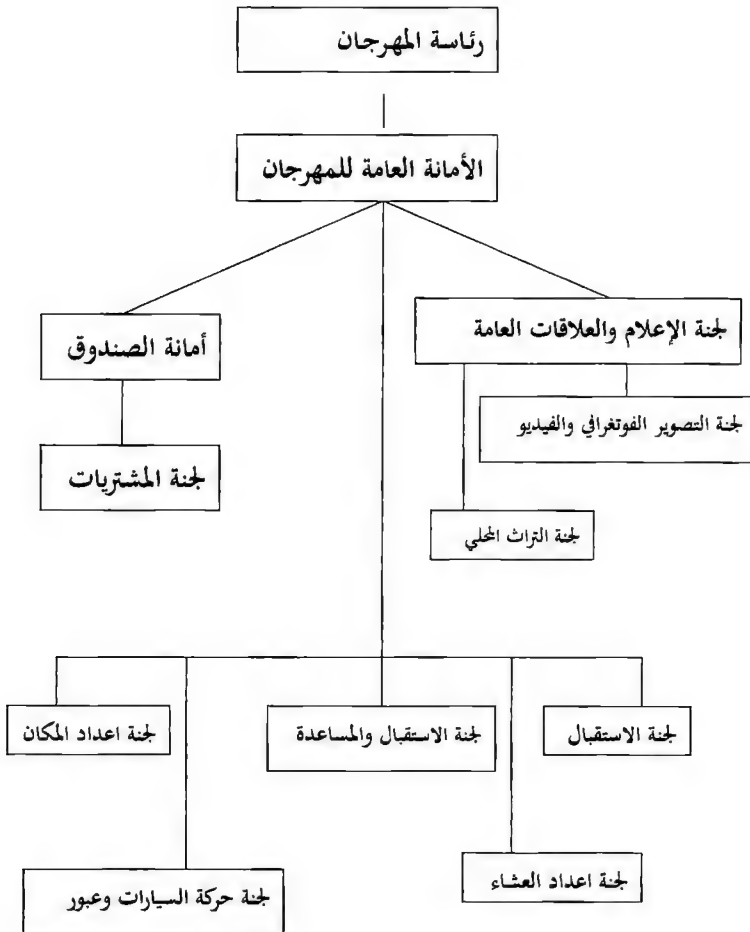 رئاسة المهرجان
الأمانة العامة للمهرجان
لجنة الإعلام والعلاقات العامة
أمانة الصندوق
لجنة التصوير الفوتغرافي والفيديو
لجنة المشتريات
لجنة التراث المحلي
لجنة الاستقبال
لجنة الاستقبال والمساعدة
لجنة اعداد المكان
لجنة اعداد العشاء
لجنة حركة السيارات وعبور